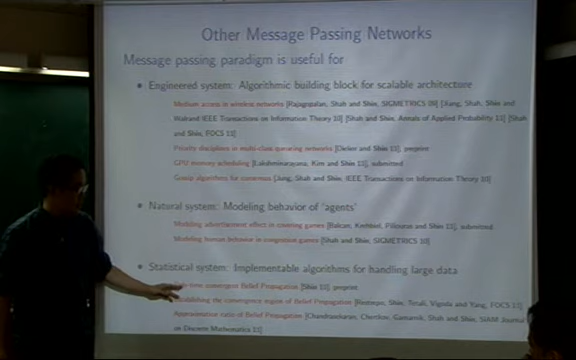 Other Message Passing Networks
Message passing paradigm is useful for
Engineered system: Algorithmic building block for scalable architecture
Medium access in wireless networks [Rajagopalan, Shah and Shin, SIGMETRICS 09] [Jiang, Shah, Shin and
Walrand IEEE Transactions on Information Theory 10] [Shah and Shin, Annals of Applied Probability 11] [Shah
and Shin, FOCS 11]
Priority disciplines in multi-class queueing networks [Dieker and Shin 11], preprint
GPU memory scheduling [Lakshminarayana, Kim and Shin 11], submitted
Group algorithms for consensus [Jung, Shah and Shin, IEEE Transactions on Information Theory 10]
Natural system: Modeling behavior of 'agents'
Modeling advertisement effect in covering games [Balcan, Krehbiel, Piliouras and Shin 11], submitted
Modeling human behavior in congestion games [Shah and Shin, SIGMETRICS 10]
Statistical system: Implementable algorithms for handling large data
time convergent Belief Propagation [Shin 11], preprint
the convergence region of Belief Propagation [Restrepo, Shin, Tetali, Vigoda and Yang, FOCS 11]
Approximation ratio of Belief Propagation [Chandrasekaran, Chertkov, Gamarnik, Shah and Shin, SIAM Journal
on Discrete Mathematics 11]